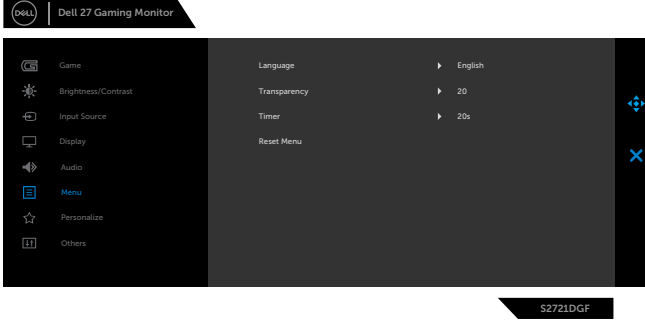 DELL
Dell 27 Gaming Monitor
Game
Brightness/Contrast
Input Source
Display
Audio
Menu
Personalize
Others
Language English
Transparency 20
Timer 20s
Reset Menu
S2721DGF